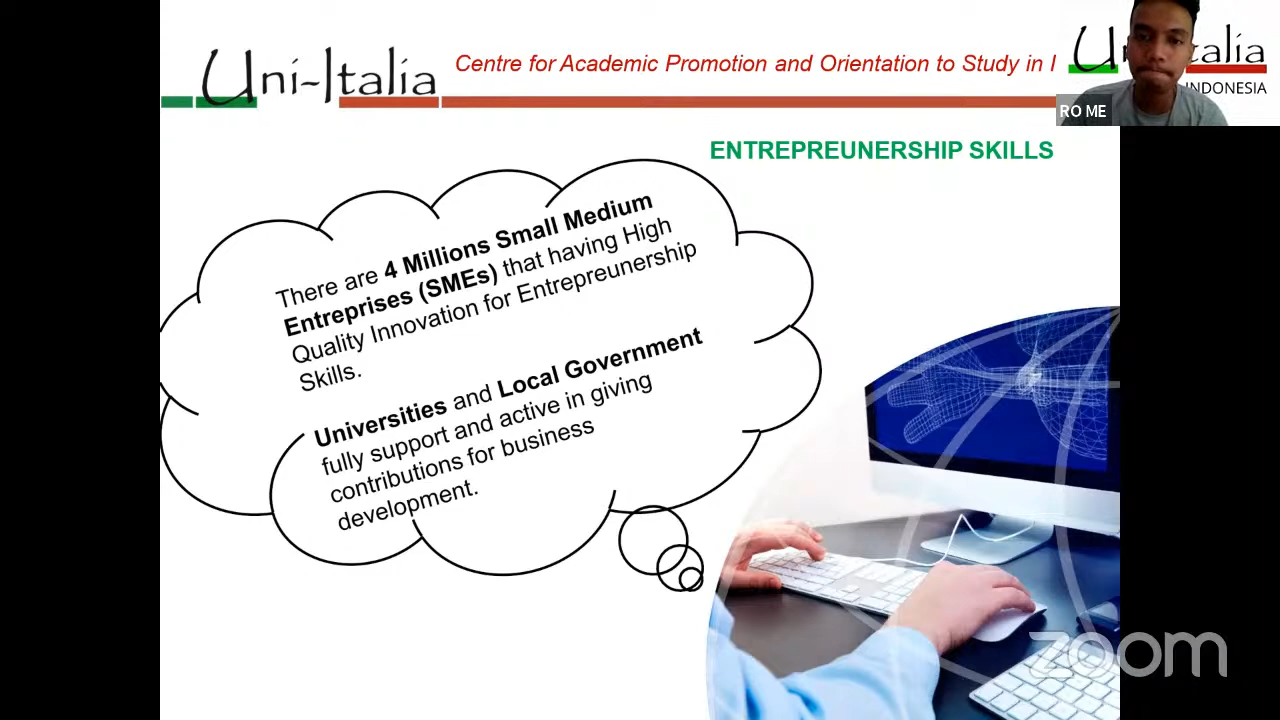 Uni-Italia
Centre for Academic Promotion and Orientation to Study in I
Italia
INDONESIA
RO ME
ENTREPREUNERSHIP SKILLS
There are 4 Millions Small Medium
Entreprises (SMEs) that having High
Quality Innovation for Entrepreunership
Skills.
Universities and Local Government
fully support and active in giving
contributions for business
development.
zoom